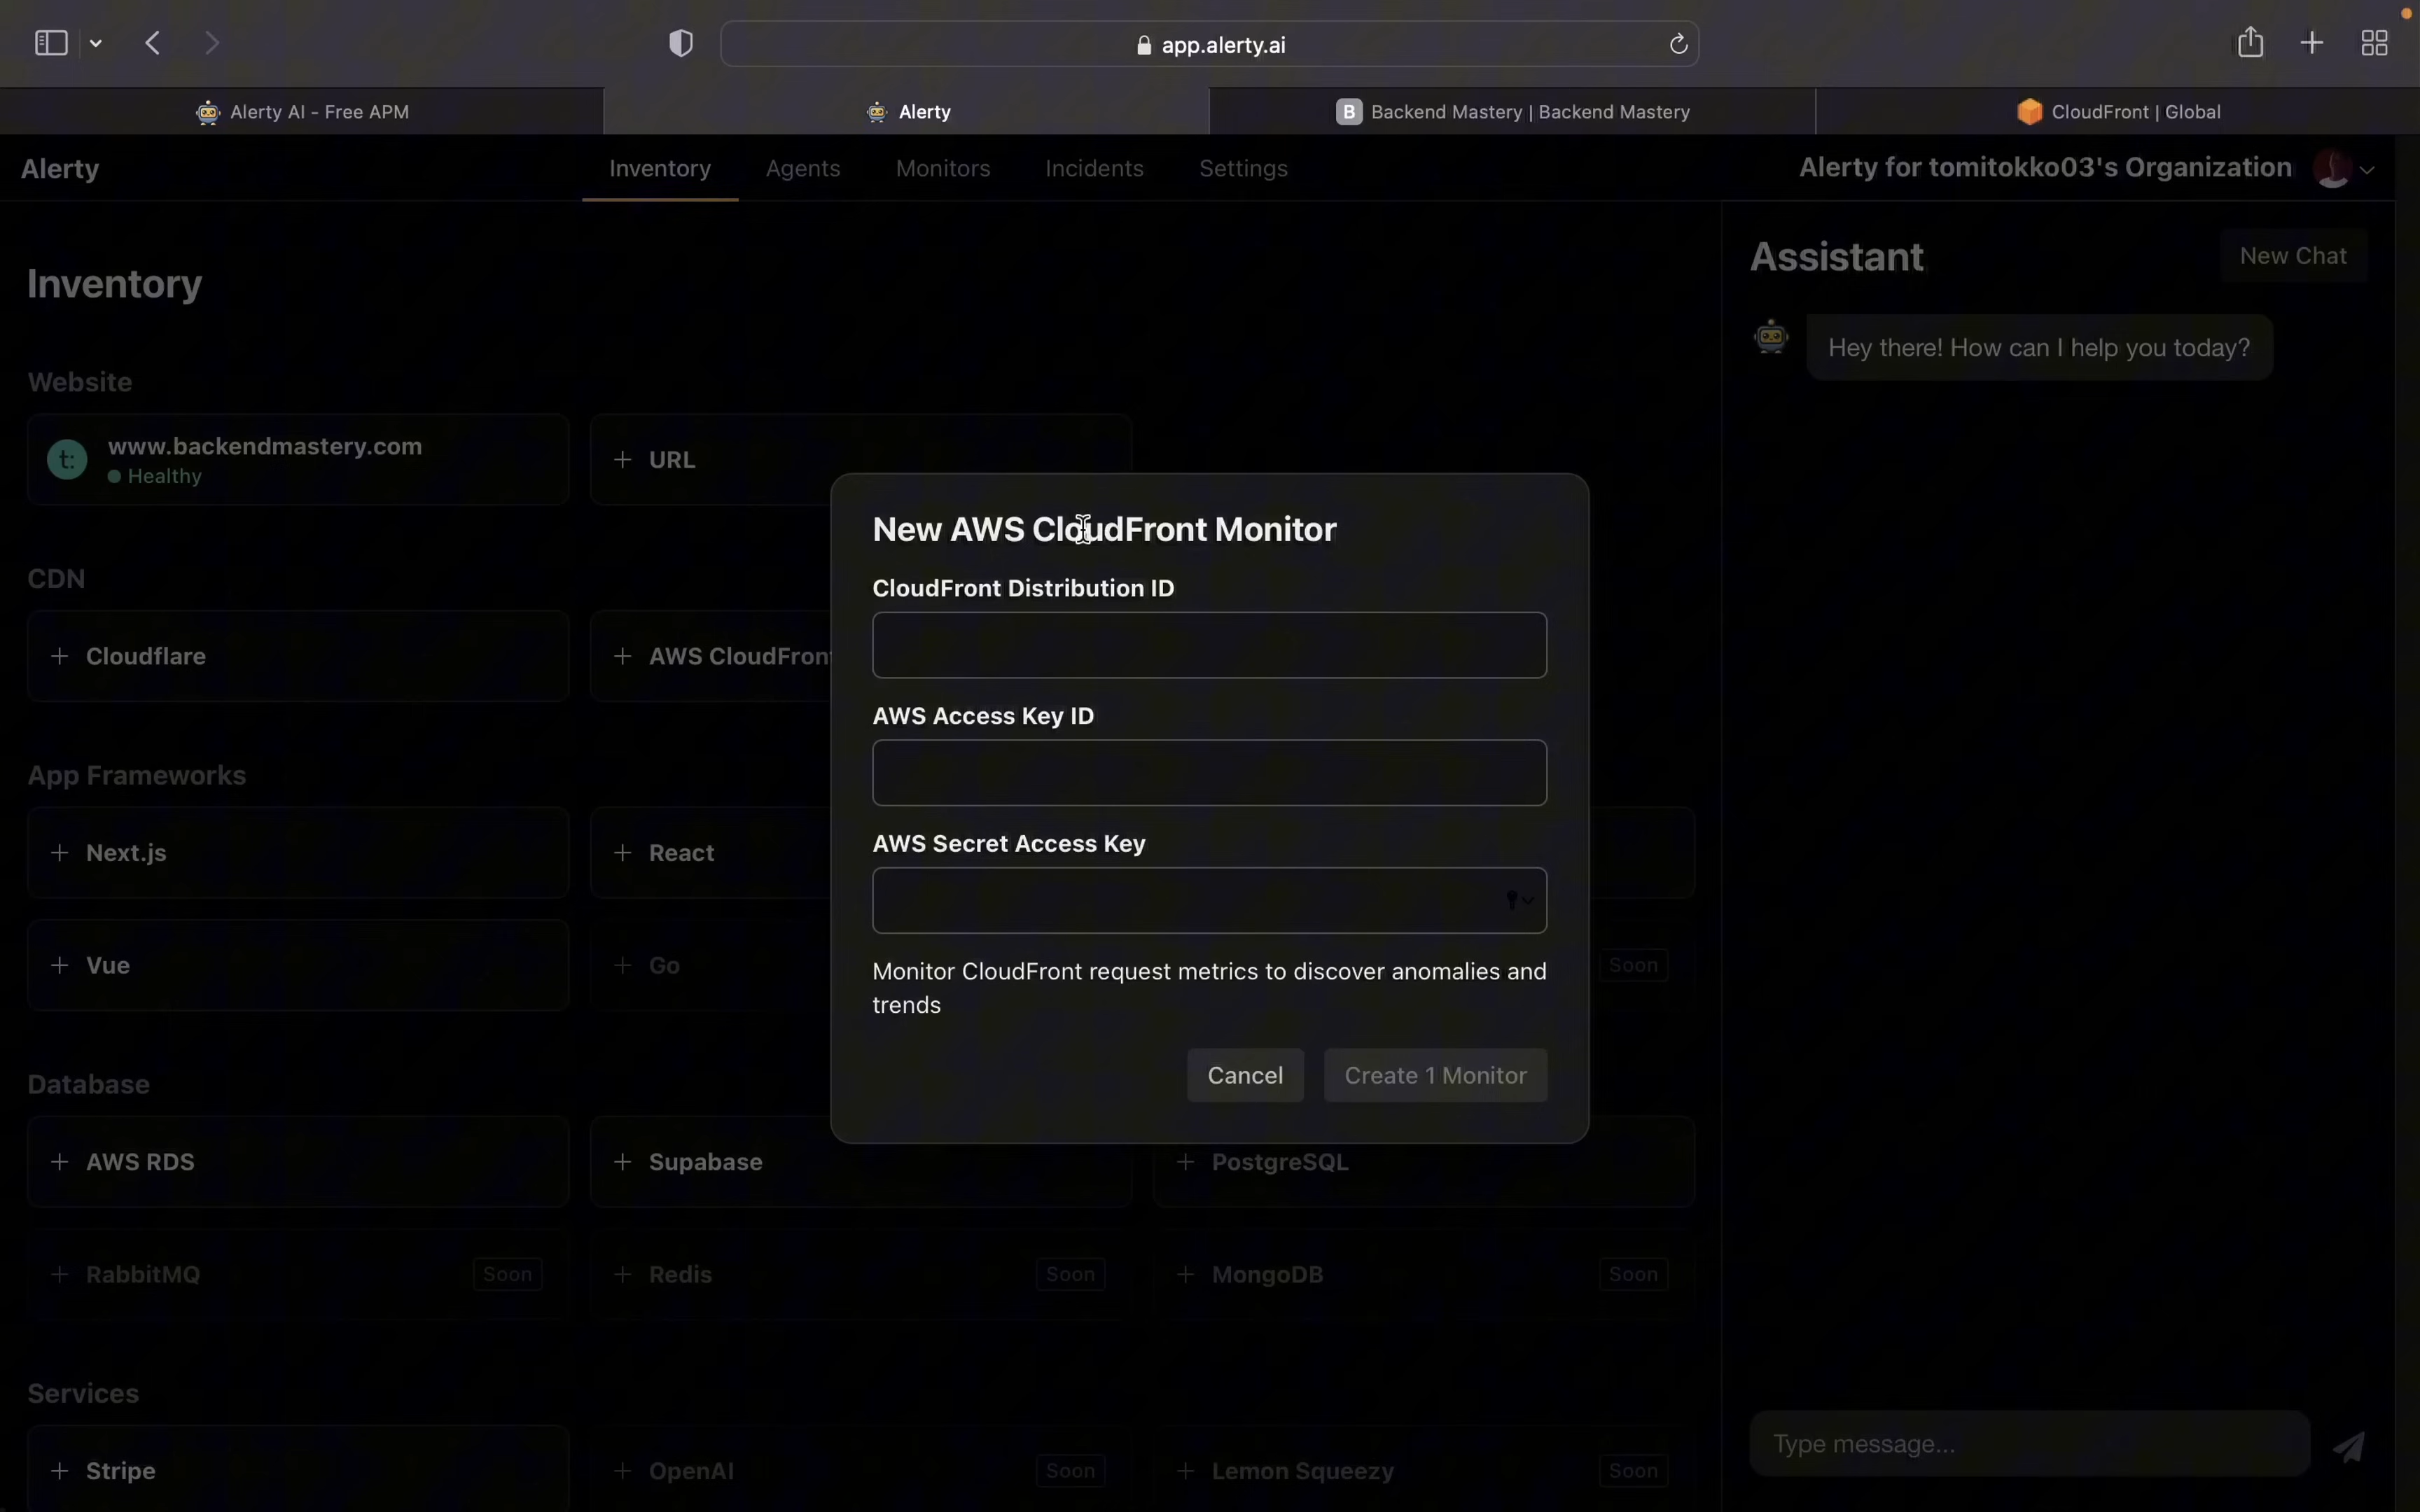 app.alerty.ai
Alerty AI - Free APM
Alerty
B
Backend Mastery | Backend Mastery
CloudFront | Global
Alerty
Inventory
Agents
Monitors
Incidents
Settings
Alerty for tomitokko03's Organization
Inventory
Website
t:
www.backendmastery.com
Healthy
+ URL
CDN
+ Cloudflare
+ AWS CloudFront
App Frameworks
+ Next.js
+ React
+ Vue
+ Go
Soon
Database
+ AWS RDS
+ Supabase
+ PostgreSQL
+ RabbitMQ
Soon
+ Redis
Soon
+ MongoDB
Soon
Services
+ Stripe
+ OpenAI
Soon
+ Lemon Squeezy
Soon
New AWS CloudFront Monitor
CloudFront Distribution ID
AWS Access Key ID
AWS Secret Access Key
Monitor CloudFront request metrics to discover anomalies and
trends
Cancel
Create 1 Monitor
Assistant
New Chat
Hey there! How can I help you today?
Type message...